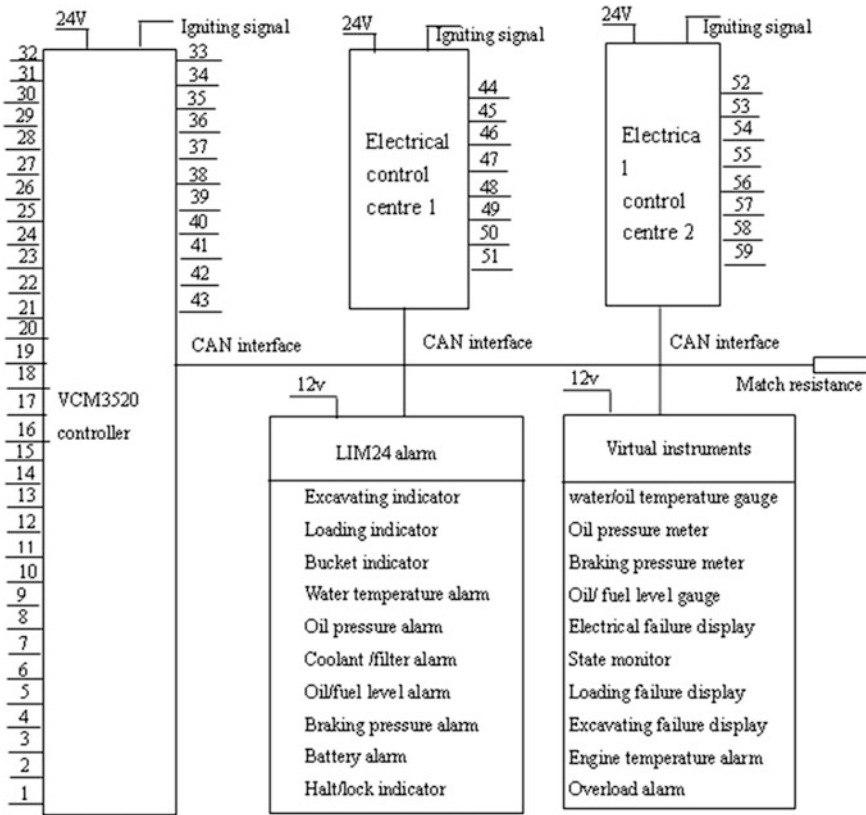 24V
Igniting signal
32
31
30
29
28
27
26
25
24
23
22
21
20
19
18
17
16
15
14
13
12
11
10
9
8
7
6
5
4
3
2
1
VCM3520
controller
33
34
35
36
37
38
39
40
41
42
43
24V
Igniting signal
Electrical
control
centre 1
44
45
46
47
48
49
50
51
24V
Igniting signal
Electrica
l
control
centre 2
52
53
54
55
56
57
58
59
CAN interface
CAN interface
CAN interface
Match resistance
12v
LIM24 alarm
Excavating indicator
Loading indicator
Bucket indicator
Water temperature alarm
Oil pressure alarm
Coolant /filter alarm
Oil/fuel level alarm
Braking pressure alarm
Battery alarm
Halt/lock indicator
12v
Virtual instruments
water/oil temperature gauge
Oil pressure meter
Braking pressure meter
Oil/ fuel level gauge
Electrical failure display
State monitor
Loading failure display
Excavating failure display
Engine temperature alarm
Overload alarm